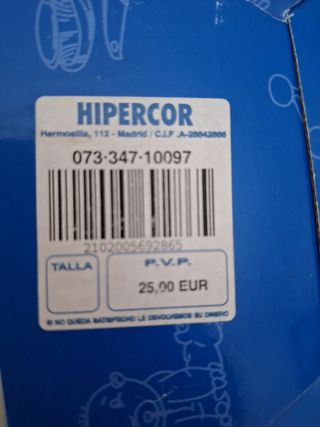 HIPERCOR
Hermosilla, 112 - Madrid / C.I.F .A-28642866
073-347-10097
2102005692865
TALLA
P.V.P.
25,00 EUR
SI NO QUEDA SATISFECHO LE DEVOLVEMOS SU DINERO